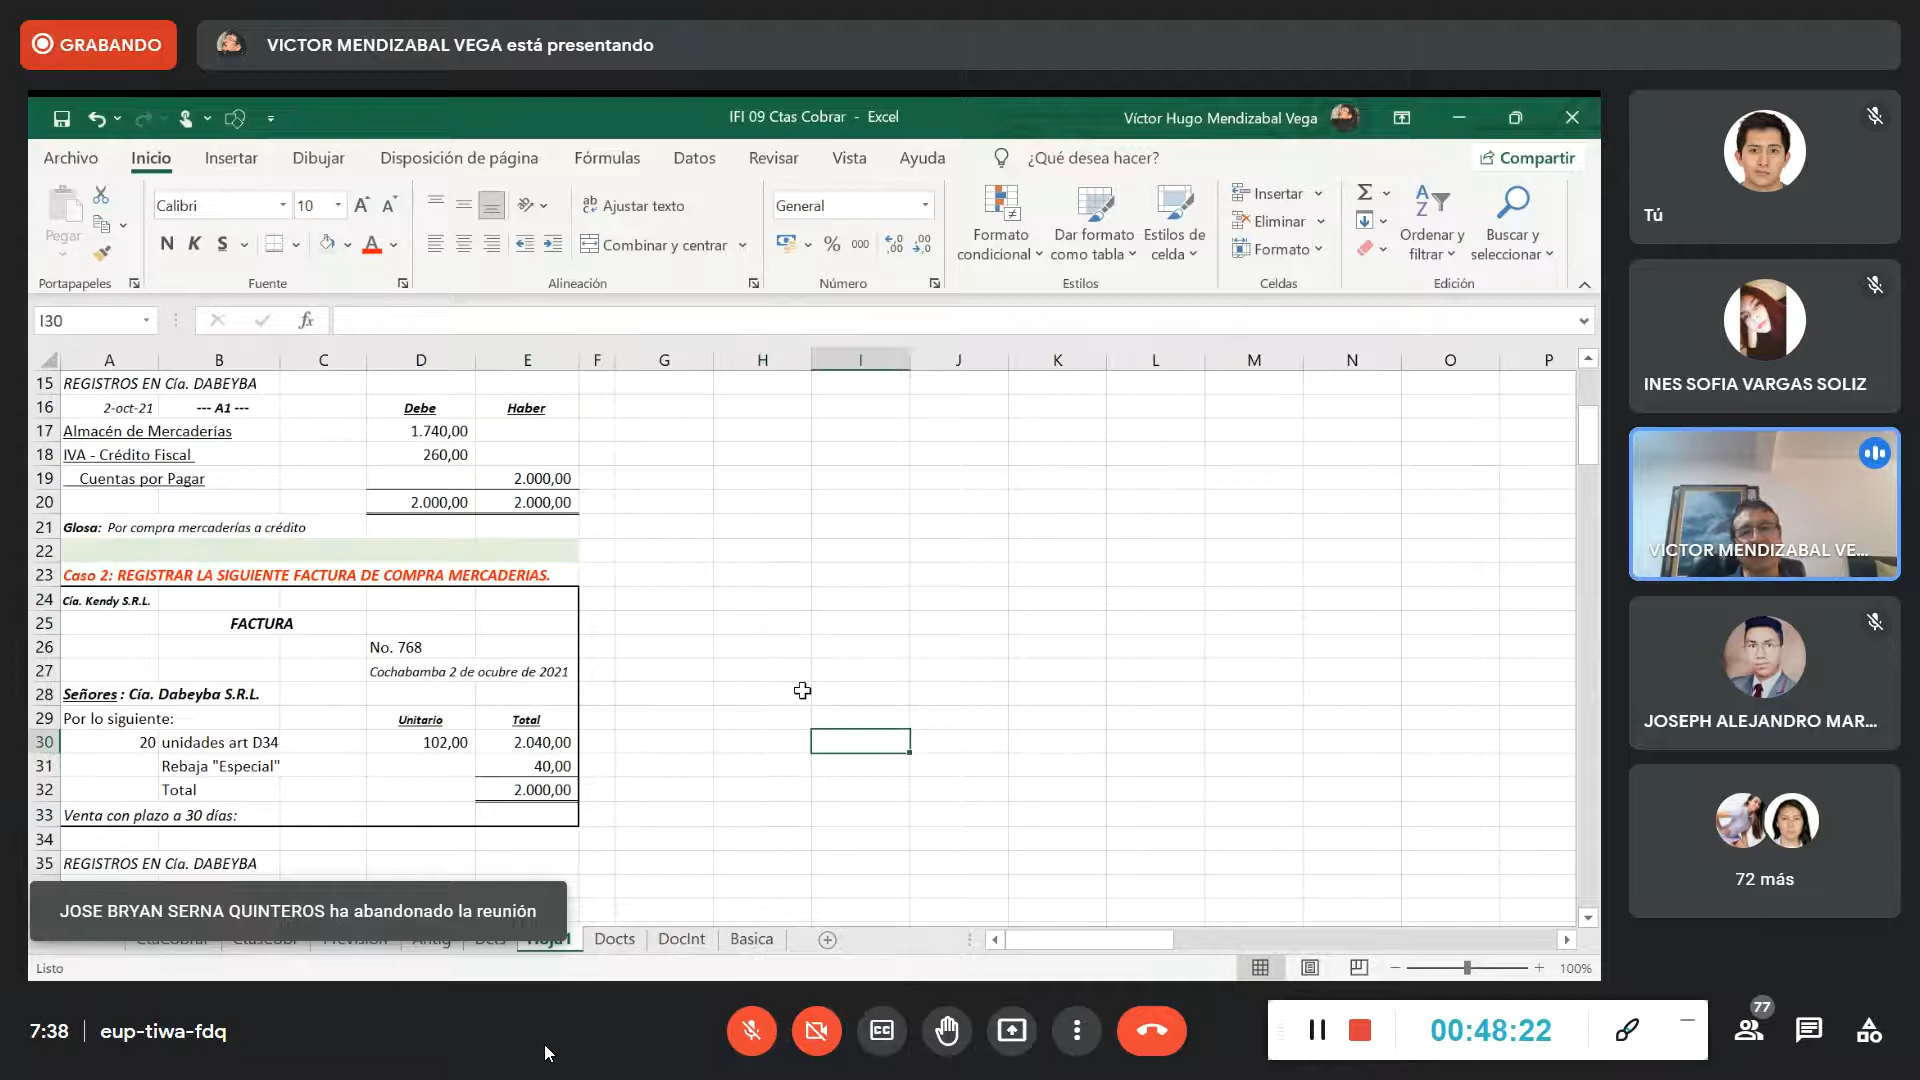 GRABANDO
VICTOR MENDIZABAL VEGA está presentando
IFI 09 Ctas Cobrar - Excel
Víctor Hugo Mendizabal Vega
Archivo Inicio Insertar Dibujar Disposición de página Fórmulas Datos Revisar Vista Ayuda ¿Qué desea hacer? Compartir
Pegar
Calibri 10
N K S
Ajustar texto
Combinar y centrar
General
% 000
Formato condicional
Dar formato como tabla
Estilos de celda
Insertar
Eliminar
Formato
Ordenar y filtrar
Buscar y seleccionar
Portapapeles Fuente Alineación Número Estilos Celdas Edición
I30 fx
A B C D E F G H I J K L M N O P
15 REGISTROS EN Cía. DABEYBA
16 2-oct-21 --- A1 --- Debe Haber
17 Almacén de Mercaderías 1.740,00
18 IVA - Crédito Fiscal 260,00
19 Cuentas por Pagar 2.000,00
20 2.000,00 2.000,00
21 Glosa: Por compra mercaderías a crédito
22
23 Caso 2: REGISTRAR LA SIGUIENTE FACTURA DE COMPRA MERCADERIAS.
24 Cía. Kendy S.R.L.
25 FACTURA
26 No. 768
27 Cochabamba 2 de ocubre de 2021
28 Señores : Cía. Dabeyba S.R.L.
29 Por lo siguiente: Unitario Total
30 20 unidades art D34 102,00 2.040,00
31 Rebaja "Especial" 40,00
32 Total 2.000,00
33 Venta con plazo a 30 días:
34
35 REGISTROS EN Cía. DABEYBA
JOSE BRYAN SERNA QUINTEROS ha abandonado la reunión
Docts DocInt Basica
Listo
100%
Tú
INES SOFIA VARGAS SOLIZ
VICTOR MENDIZABAL VE...
JOSEPH ALEJANDRO MAR...
72 más
7:38 eup-tiwa-fdq
CC
00:48:22
77